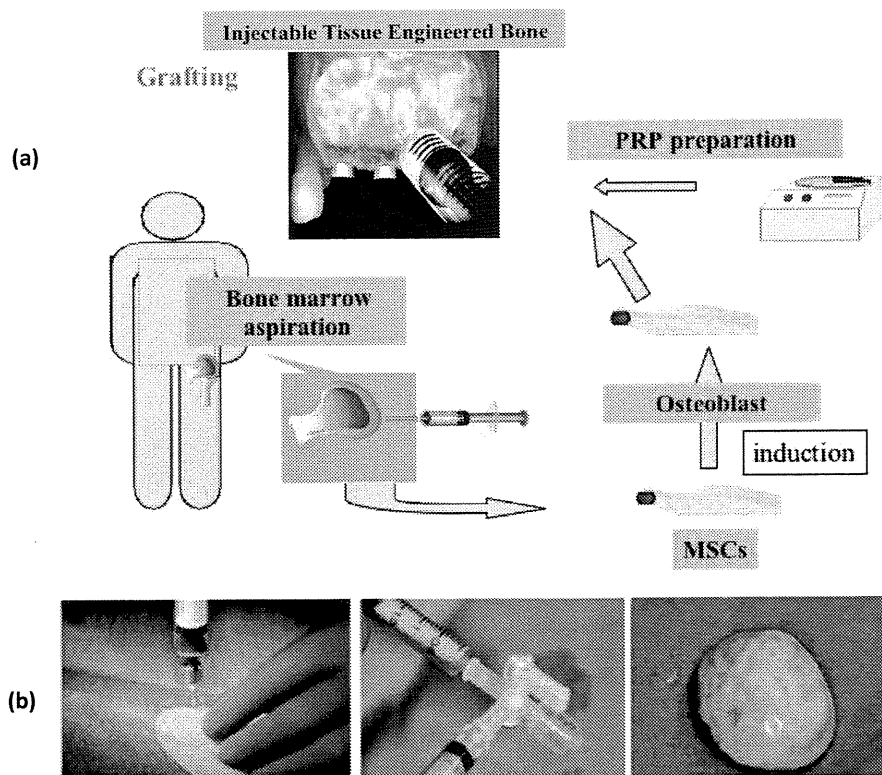 Injectable Tissue Engineered Bone
Grafting
(a)
PRP preparation
Bone marrow
aspiration
Osteoblast
induction
MSCs
(b)